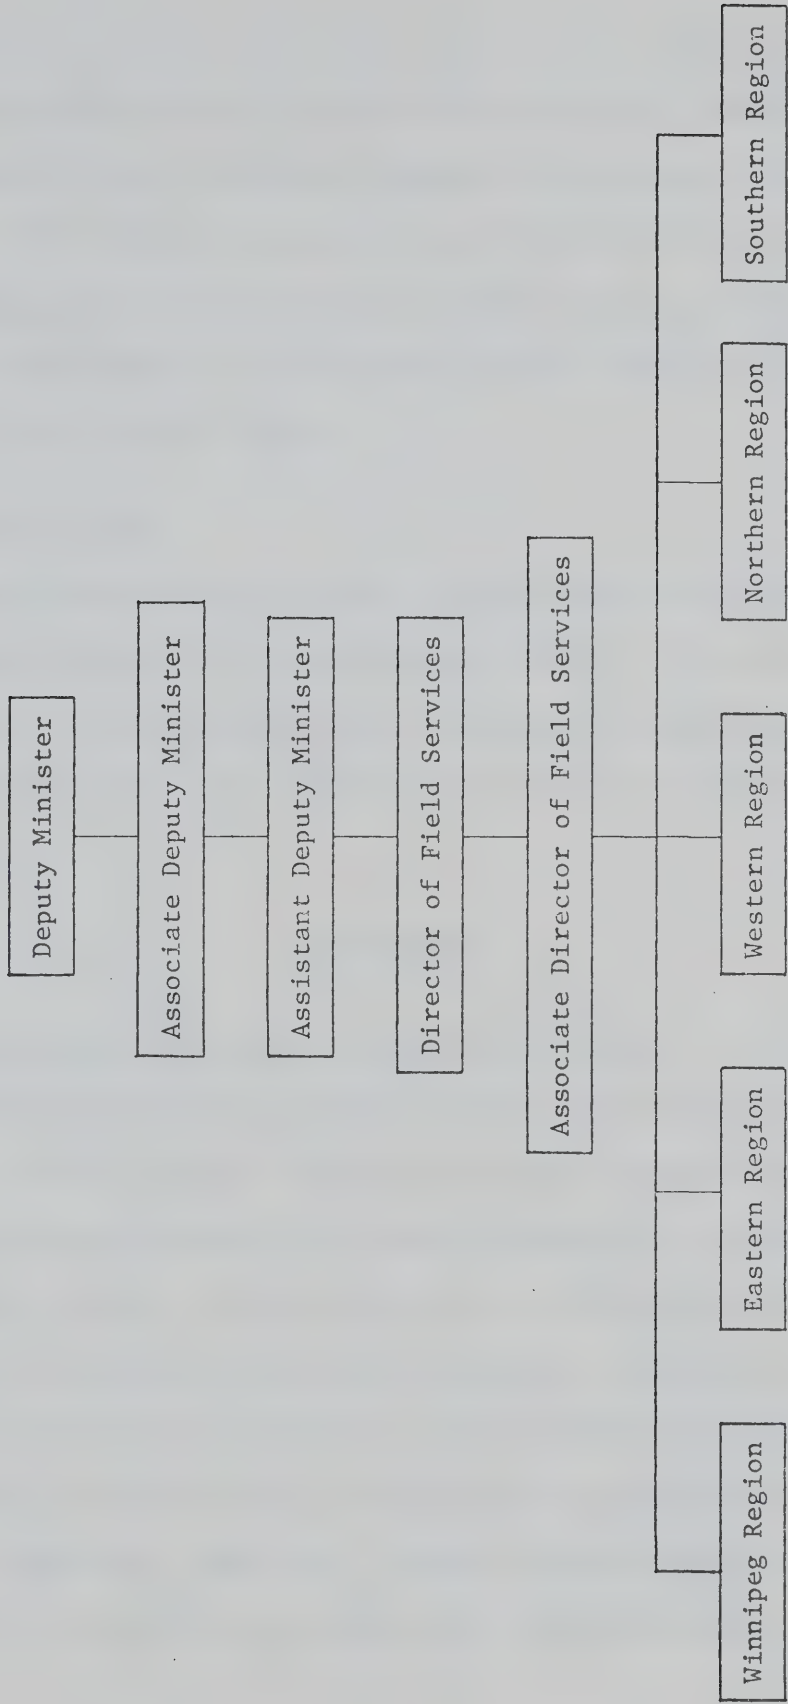 Deputy Minister
Associate Deputy Minister
Assistant Deputy Minister
Director of Field Services
Associate Director of Field Services
Winnipeg Region
Eastern Region
Western Region
Northern Region
Southern Region